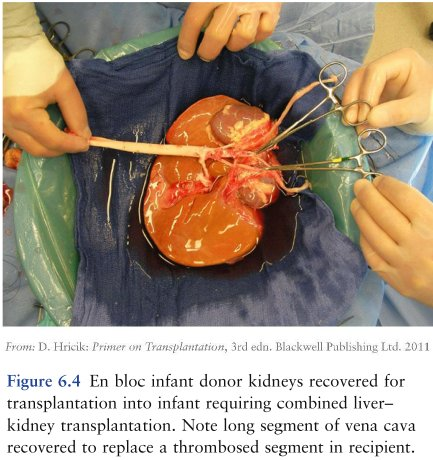 From: D. Hricik: Primer on Transplantation, 3rd edn. Blackwell Publishing Ltd. 2011
Figure 6.4 En bloc infant donor kidneys recovered for
transplantation into infant requiring combined liver–
kidney transplantation. Note long segment of vena cava
recovered to replace a thrombosed segment in recipient.